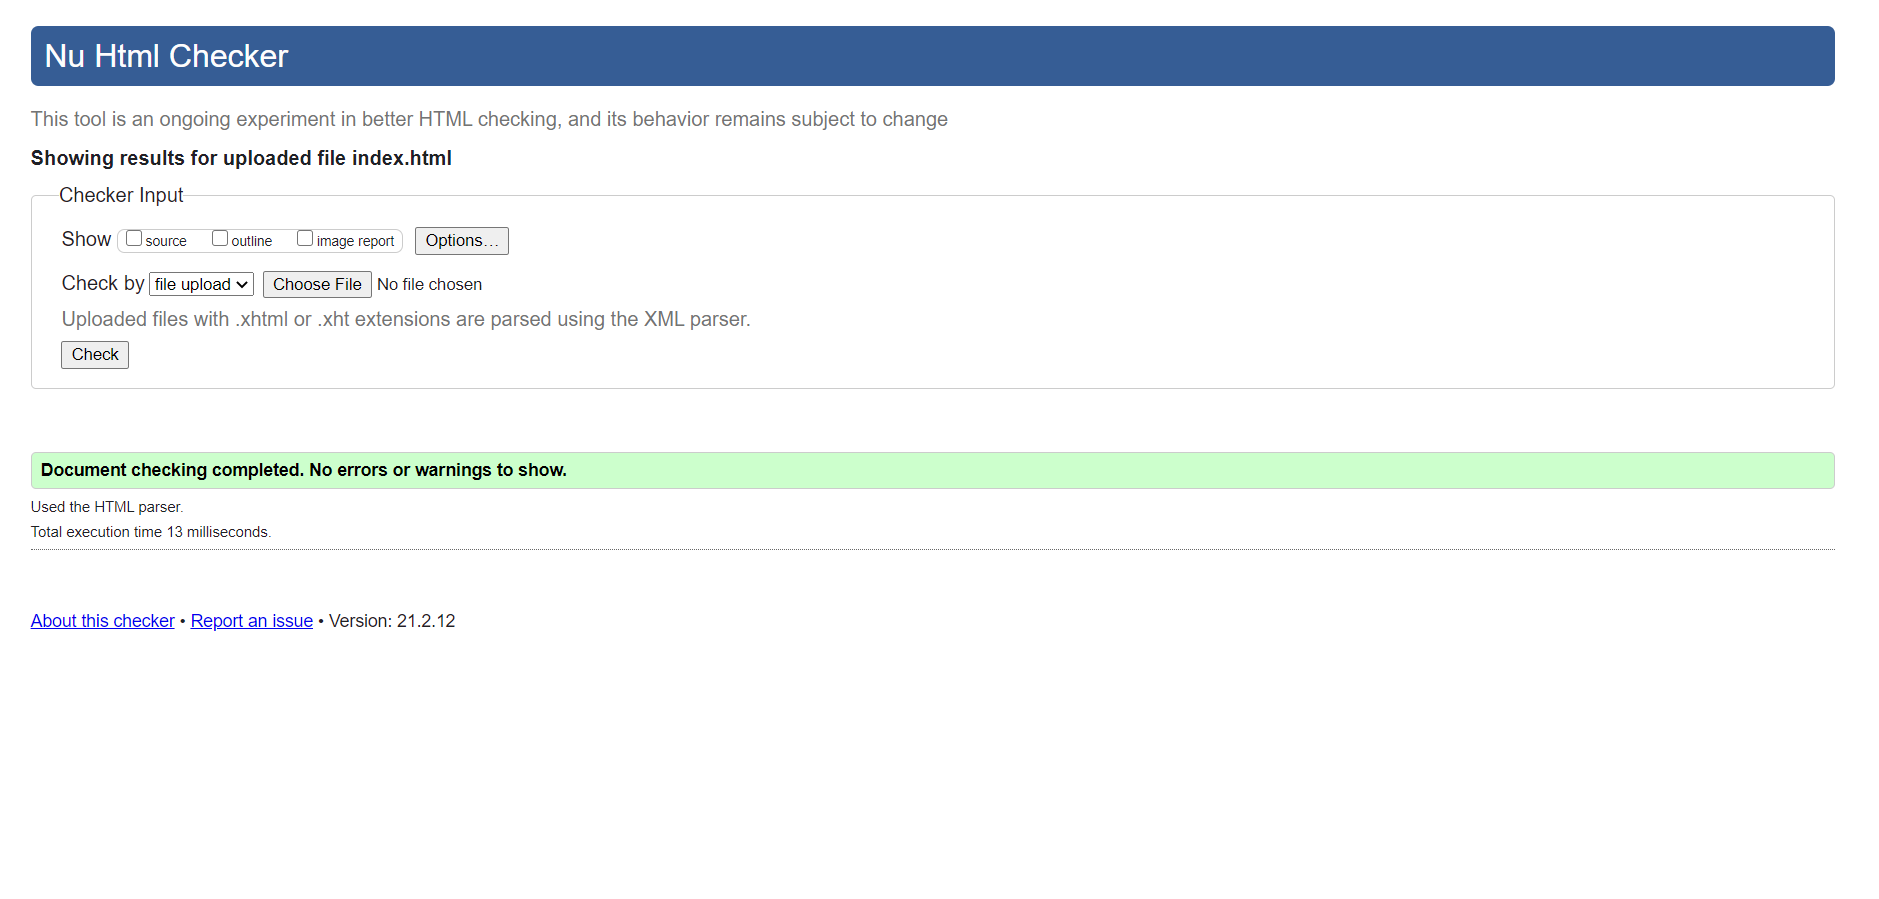 Nu Html Checker
This tool is an ongoing experiment in better HTML checking, and its behavior remains subject to change
Showing results for uploaded file index.html
Checker Input
Show source outline image report Options…
Check by file upload Choose File No file chosen
Uploaded files with .xhtml or .xht extensions are parsed using the XML parser.
Check
Document checking completed. No errors or warnings to show.
Used the HTML parser.
Total execution time 13 milliseconds.
About this checker • Report an issue • Version: 21.2.12